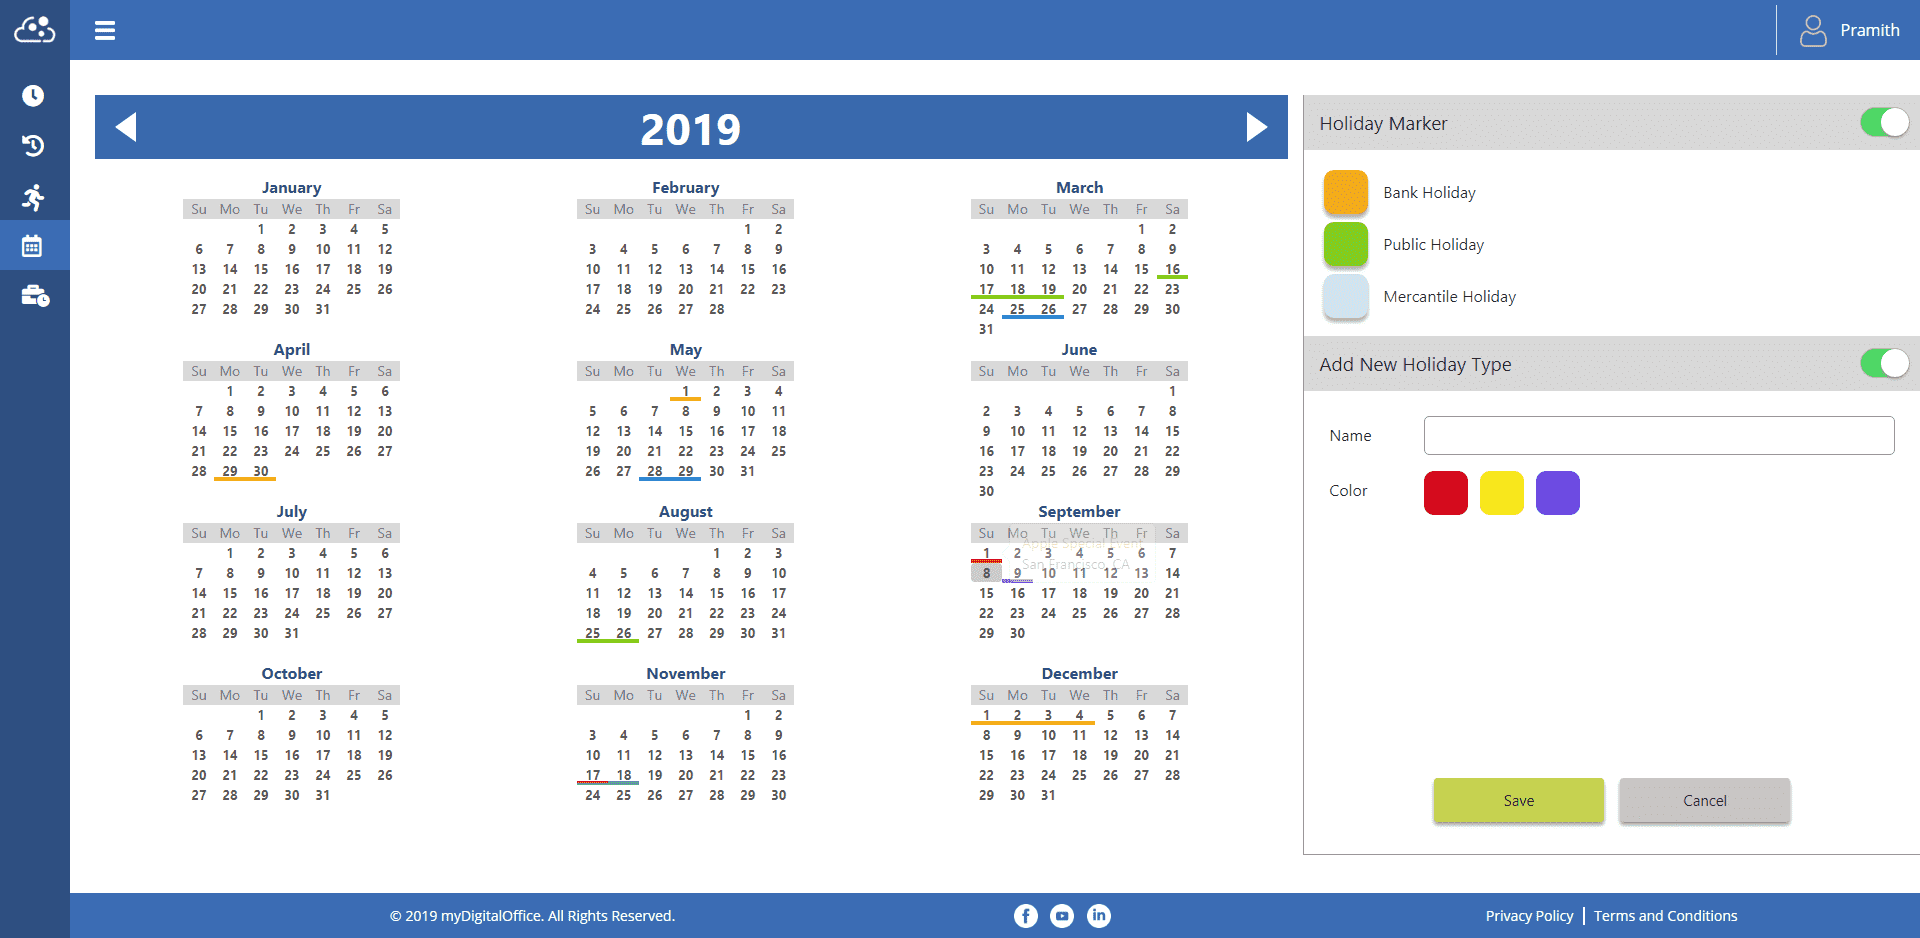 Pramith
2019
Holiday Marker
Bank Holiday
Public Holiday
Mercantile Holiday
Add New Holiday Type
Name
Color
Save
Cancel
January
Su Mo Tu We Th Fr Sa
1 2 3 4 5
6 7 8 9 10 11 12
13 14 15 16 17 18 19
20 21 22 23 24 25 26
27 28 29 30 31
February
Su Mo Tu We Th Fr Sa
1 2
3 4 5 6 7 8 9
10 11 12 13 14 15 16
17 18 19 20 21 22 23
24 25 26 27 28
March
Su Mo Tu We Th Fr Sa
1 2
3 4 5 6 7 8 9
10 11 12 13 14 15 16
17 18 19 20 21 22 23
24 25 26 27 28 29 30
31
April
Su Mo Tu We Th Fr Sa
1 2 3 4 5 6
7 8 9 10 11 12 13
14 15 16 17 18 19 20
21 22 23 24 25 26 27
28 29 30
May
Su Mo Tu We Th Fr Sa
1 2 3 4
5 6 7 8 9 10 11
12 13 14 15 16 17 18
19 20 21 22 23 24 25
26 27 28 29 30 31
June
Su Mo Tu We Th Fr Sa
1
2 3 4 5 6 7 8
9 10 11 12 13 14 15
16 17 18 19 20 21 22
23 24 25 26 27 28 29
30
July
Su Mo Tu We Th Fr Sa
1 2 3 4 5 6
7 8 9 10 11 12 13
14 15 16 17 18 19 20
21 22 23 24 25 26 27
28 29 30 31
August
Su Mo Tu We Th Fr Sa
1 2 3
4 5 6 7 8 9 10
11 12 13 14 15 16 17
18 19 20 21 22 23 24
25 26 27 28 29 30 31
September
Su Mo Tu We Th Fr Sa
Apple Special Event
1 2 3 4 5 6 7
San Francisco, CA
8 9 10 11 12 13 14
15 16 17 18 19 20 21
22 23 24 25 26 27 28
29 30
October
Su Mo Tu We Th Fr Sa
1 2 3 4 5
6 7 8 9 10 11 12
13 14 15 16 17 18 19
20 21 22 23 24 25 26
27 28 29 30 31
November
Su Mo Tu We Th Fr Sa
1 2
3 4 5 6 7 8 9
10 11 12 13 14 15 16
17 18 19 20 21 22 23
24 25 26 27 28 29 30
December
Su Mo Tu We Th Fr Sa
1 2 3 4 5 6 7
8 9 10 11 12 13 14
15 16 17 18 19 20 21
22 23 24 25 26 27 28
29 30 31
© 2019 myDigitalOffice. All Rights Reserved.
Privacy Policy | Terms and Conditions